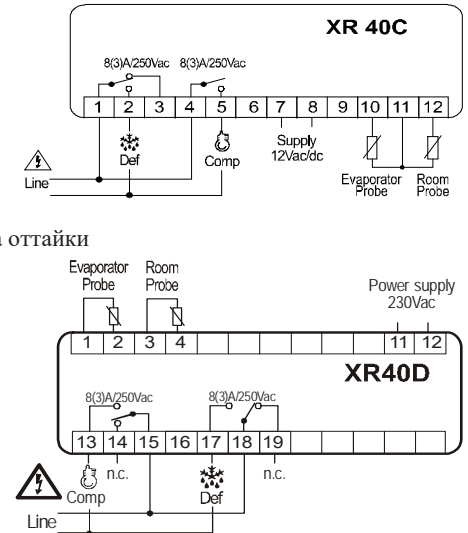 XR 40C
8(3)A/250Vac 8(3)A/250Vac
1 2 3 4 5 6 7 8 9 10 11 12
Def
Comp
Supply
12Vac/dc
Evaporator
Probe
Room
Probe
Line
оттайки
Evaporator
Probe
Room
Probe
Power supply
230Vac
1 2 3 4 11 12
XR40D
8(3)A/250Vac 8(3)A/250Vac
13 14 15 16 17 18 19
n.c.
n.c.
Comp
Def
Line